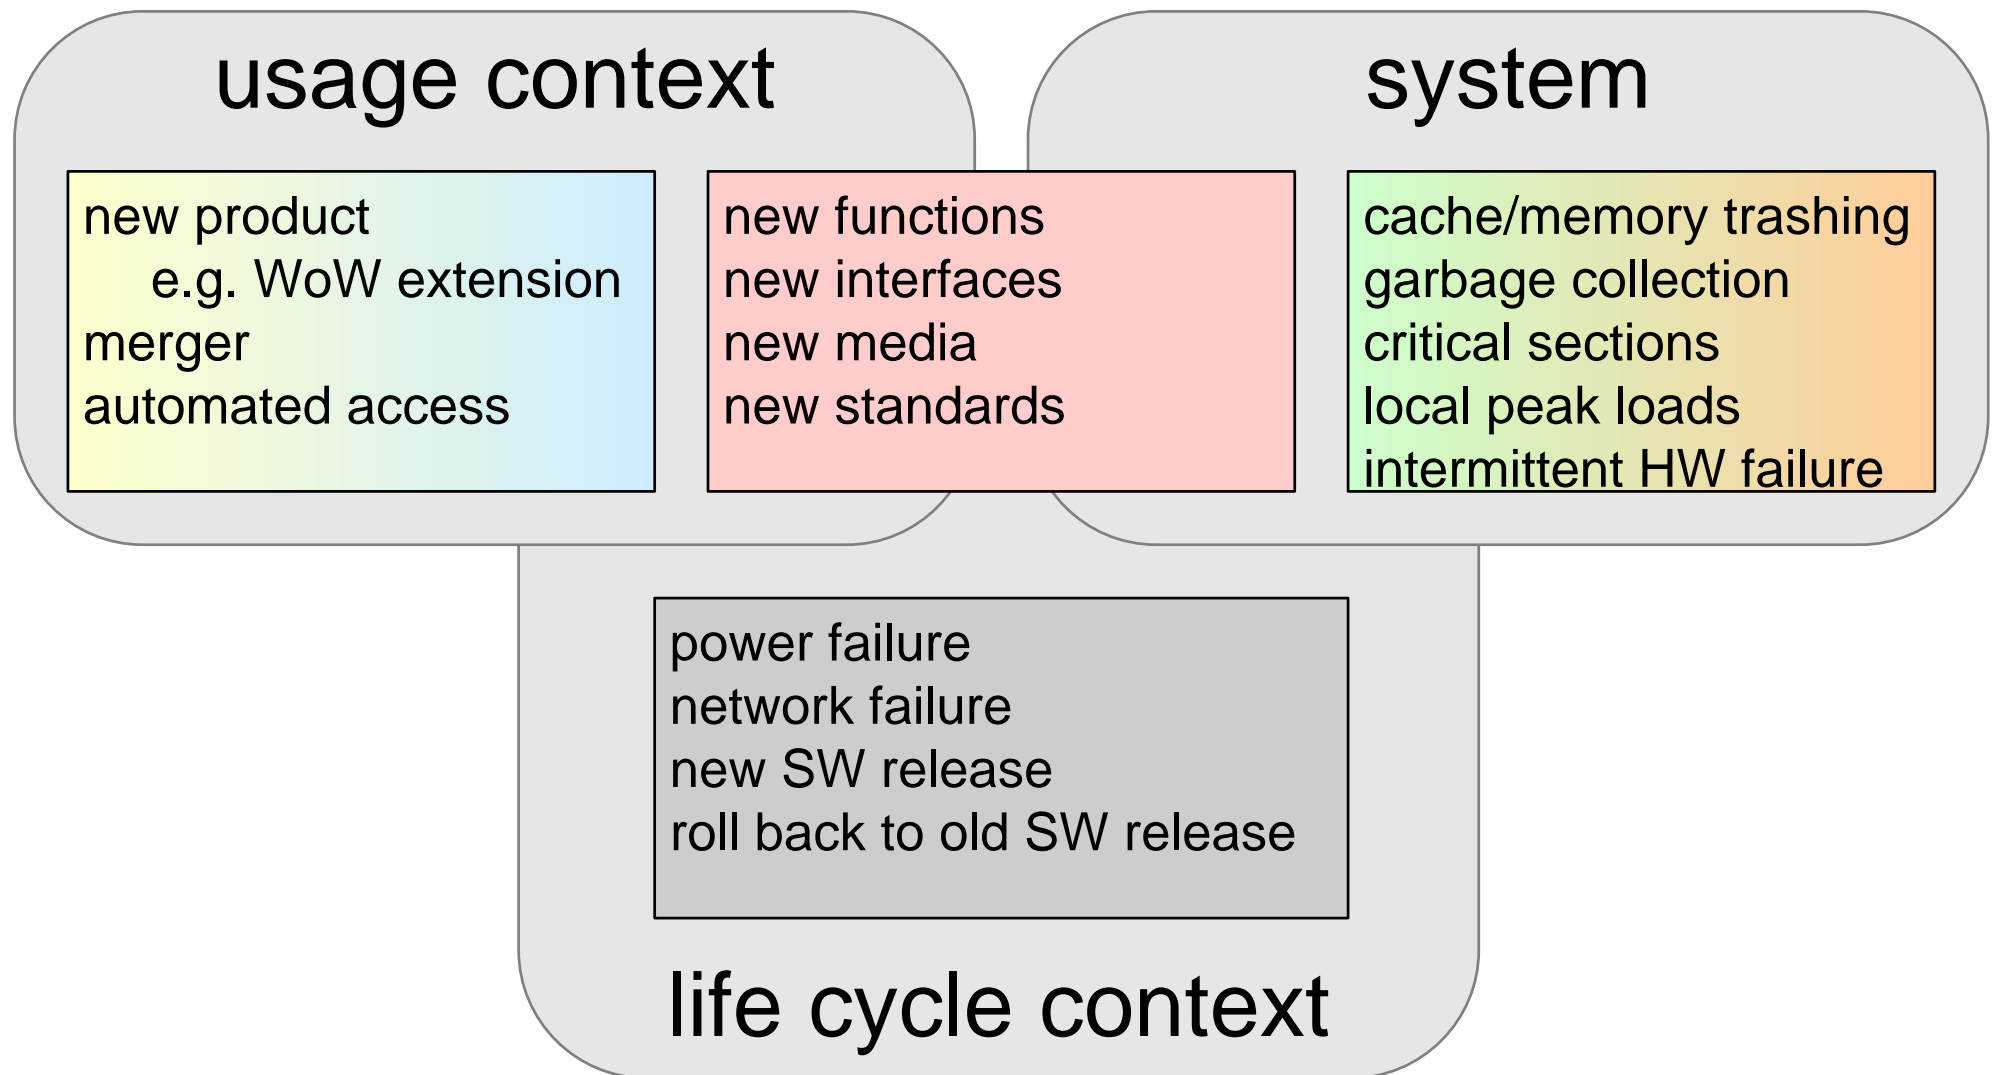 usage context
new product
e.g. WoW extension
merger
automated access
new functions
new interfaces
new media
new standards
system
cache/memory trashing
garbage collection
critical sections
local peak loads
intermittent HW failure
power failure
network failure
new SW release
roll back to old SW release
life cycle context